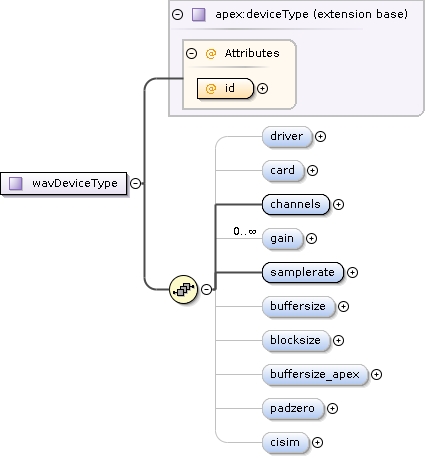 apex:deviceType (extension base)
@ Attributes
@ id
wavDeviceType
driver
card
channels
0..∞
gain
samplerate
buffersize
blocksize
buffersize_apex
padzero
cisim